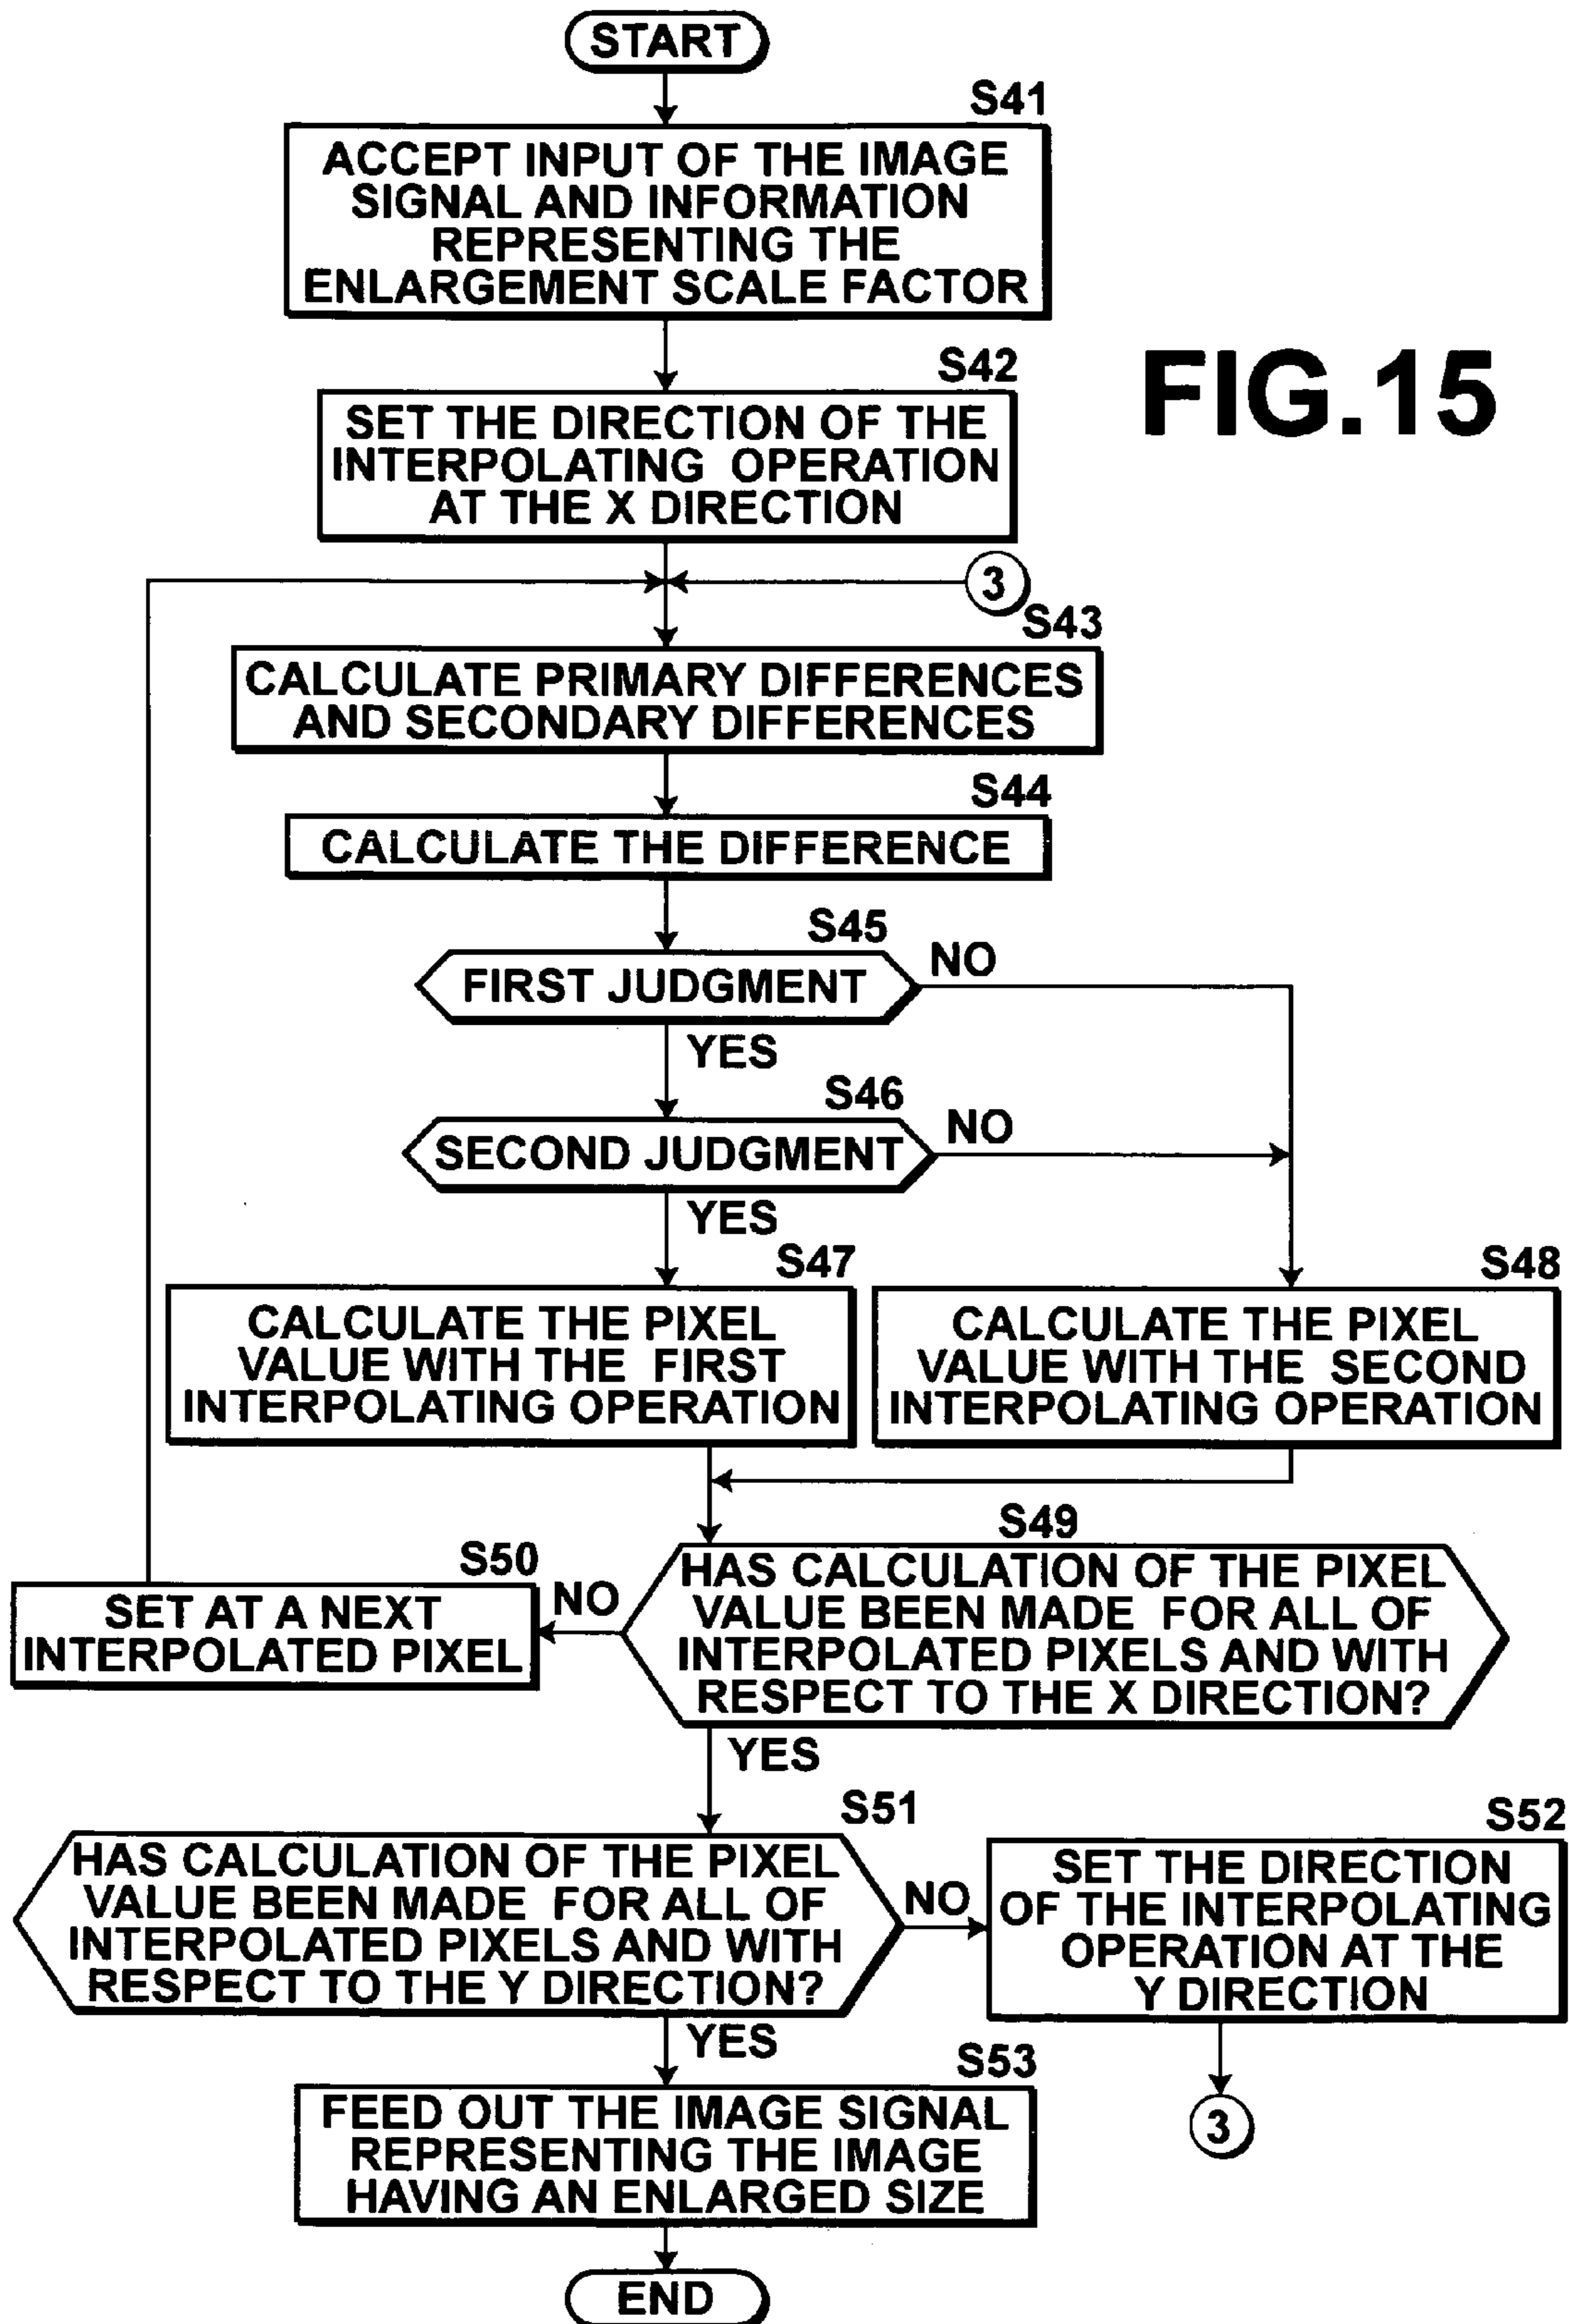 START
S41
ACCEPT INPUT OF THE IMAGE
SIGNAL AND INFORMATION
REPRESENTING THE
ENLARGEMENT SCALE FACTOR
FIG.15
S42
SET THE DIRECTION OF THE
INTERPOLATING OPERATION
AT THE X DIRECTION
3
S43
CALCULATE PRIMARY DIFFERENCES
AND SECONDARY DIFFERENCES
S44
CALCULATE THE DIFFERENCE
S45
FIRST JUDGMENT
NO
YES
S46
SECOND JUDGMENT
NO
YES
S47
CALCULATE THE PIXEL
VALUE WITH THE FIRST
INTERPOLATING OPERATION
S48
CALCULATE THE PIXEL
VALUE WITH THE SECOND
INTERPOLATING OPERATION
S49
HAS CALCULATION OF THE PIXEL
VALUE BEEN MADE FOR ALL OF
INTERPOLATED PIXELS AND WITH
RESPECT TO THE X DIRECTION?
NO
S50
SET AT A NEXT
INTERPOLATED PIXEL
YES
S51
HAS CALCULATION OF THE PIXEL
VALUE BEEN MADE FOR ALL OF
INTERPOLATED PIXELS AND WITH
RESPECT TO THE Y DIRECTION?
NO
S52
SET THE DIRECTION
OF THE INTERPOLATING
OPERATION AT THE
Y DIRECTION
3
YES
S53
FEED OUT THE IMAGE SIGNAL
REPRESENTING THE IMAGE
HAVING AN ENLARGED SIZE
END